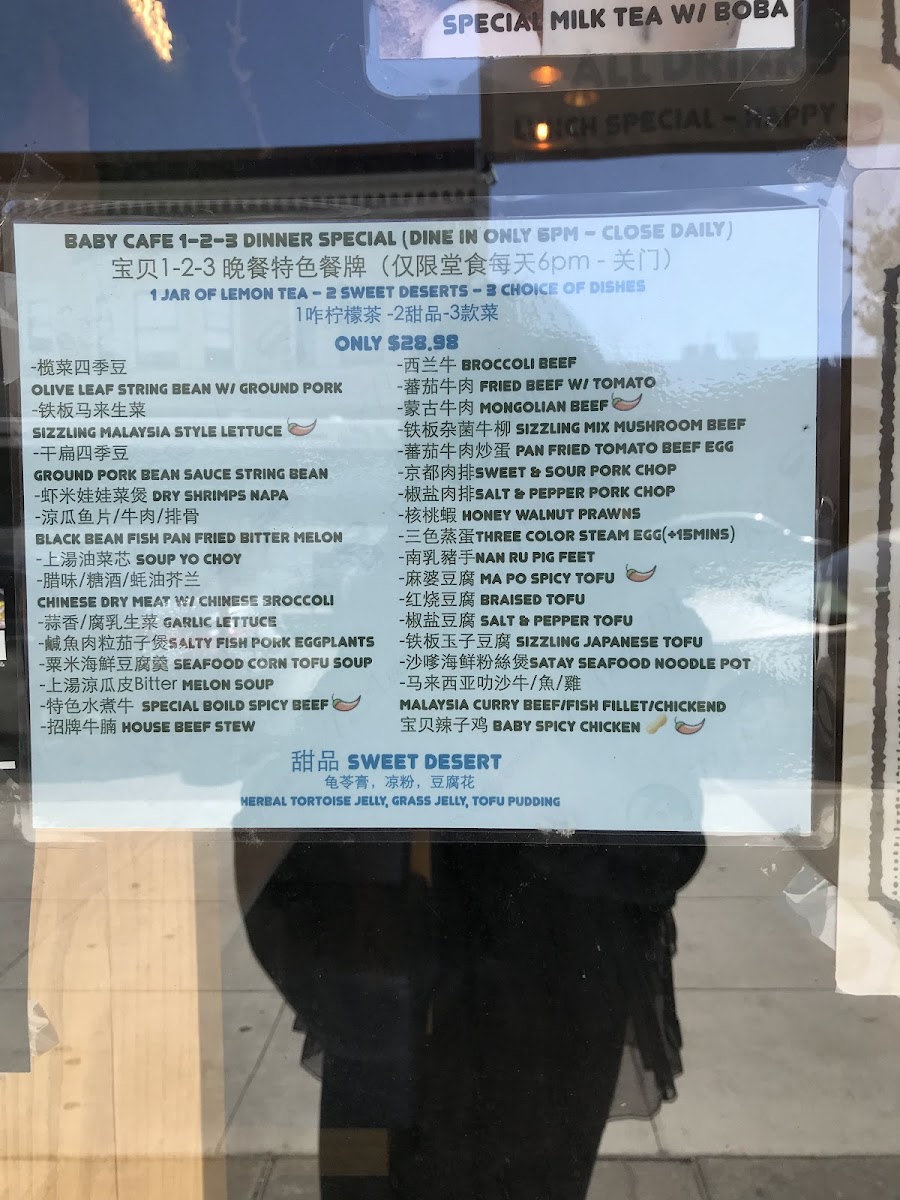 SPECIAL MILK TEA W/ BOBA
LUNCH SPECIAL - HAPPY
BABY CAFE 1-2-3 DINNER SPECIAL (DINE IN ONLY 6PM - CLOSE DAILY)
宝贝1-2-3 晚餐特色餐牌（仅限堂食每天6pm - 关门）
1 JAR OF LEMON TEA - 2 SWEET DESERTS - 3 CHOICE OF DISHES
1咋柠檬茶 -2甜品-3款菜
ONLY $28.98
-榄菜四季豆
OLIVE LEAF STRING BEAN W/ GROUND PORK
-铁板马来生菜
SIZZLING MALAYSIA STYLE LETTUCE
-干扁四季豆
GROUND PORK BEAN SAUCE STRING BEAN
-虾米娃娃菜煲 DRY SHRIMPS NAPA
-涼瓜鱼片/牛肉/排骨
BLACK BEAN FISH PAN FRIED BITTER MELON
-上湯油菜芯 SOUP YO CHOY
-腊味/糖酒/蚝油芥兰
CHINESE DRY MEAT W/ CHINESE BROCCOLI
-蒜香/腐乳生菜 GARLIC LETTUCE
-鹹魚肉粒茄子煲SALTY FISH PORK EGGPLANTS
-粟米海鮮豆腐羹 SEAFOOD CORN TOFU SOUP
-上湯涼瓜皮Bitter MELON SOUP
-特色水煮牛 SPECIAL BOILD SPICY BEEF
-招牌牛腩 HOUSE BEEF STEW
-西兰牛 BROCCOLI BEEF
-蕃茄牛肉 FRIED BEEF W/ TOMATO
-蒙古牛肉 MONGOLIAN BEEF
-铁板杂菌牛柳 SIZZLING MIX MUSHROOM BEEF
-蕃茄牛肉炒蛋 PAN FRIED TOMATO BEEF EGG
-京都肉排SWEET & SOUR PORK CHOP
-椒盐肉排SALT & PEPPER PORK CHOP
-核桃蝦 HONEY WALNUT PRAWNS
-三色蒸蛋THREE COLOR STEAM EGG(+15MINS)
-南乳豬手NAN RU PIG FEET
-麻婆豆腐 MA PO SPICY TOFU
-红烧豆腐 BRAISED TOFU
-椒盐豆腐 SALT & PEPPER TOFU
-铁板玉子豆腐 SIZZLING JAPANESE TOFU
-沙嗲海鲜粉絲煲SATAY SEAFOOD NOODLE POT
-马来西亚叻沙牛/魚/雞
MALAYSIA CURRY BEEF/FISH FILLET/CHICKEND
宝贝辣子鸡 BABY SPICY CHICKEN
甜品 SWEET DESERT
龟苓膏，凉粉，豆腐花
HERBAL TORTOISE JELLY, GRASS JELLY, TOFU PUDDING